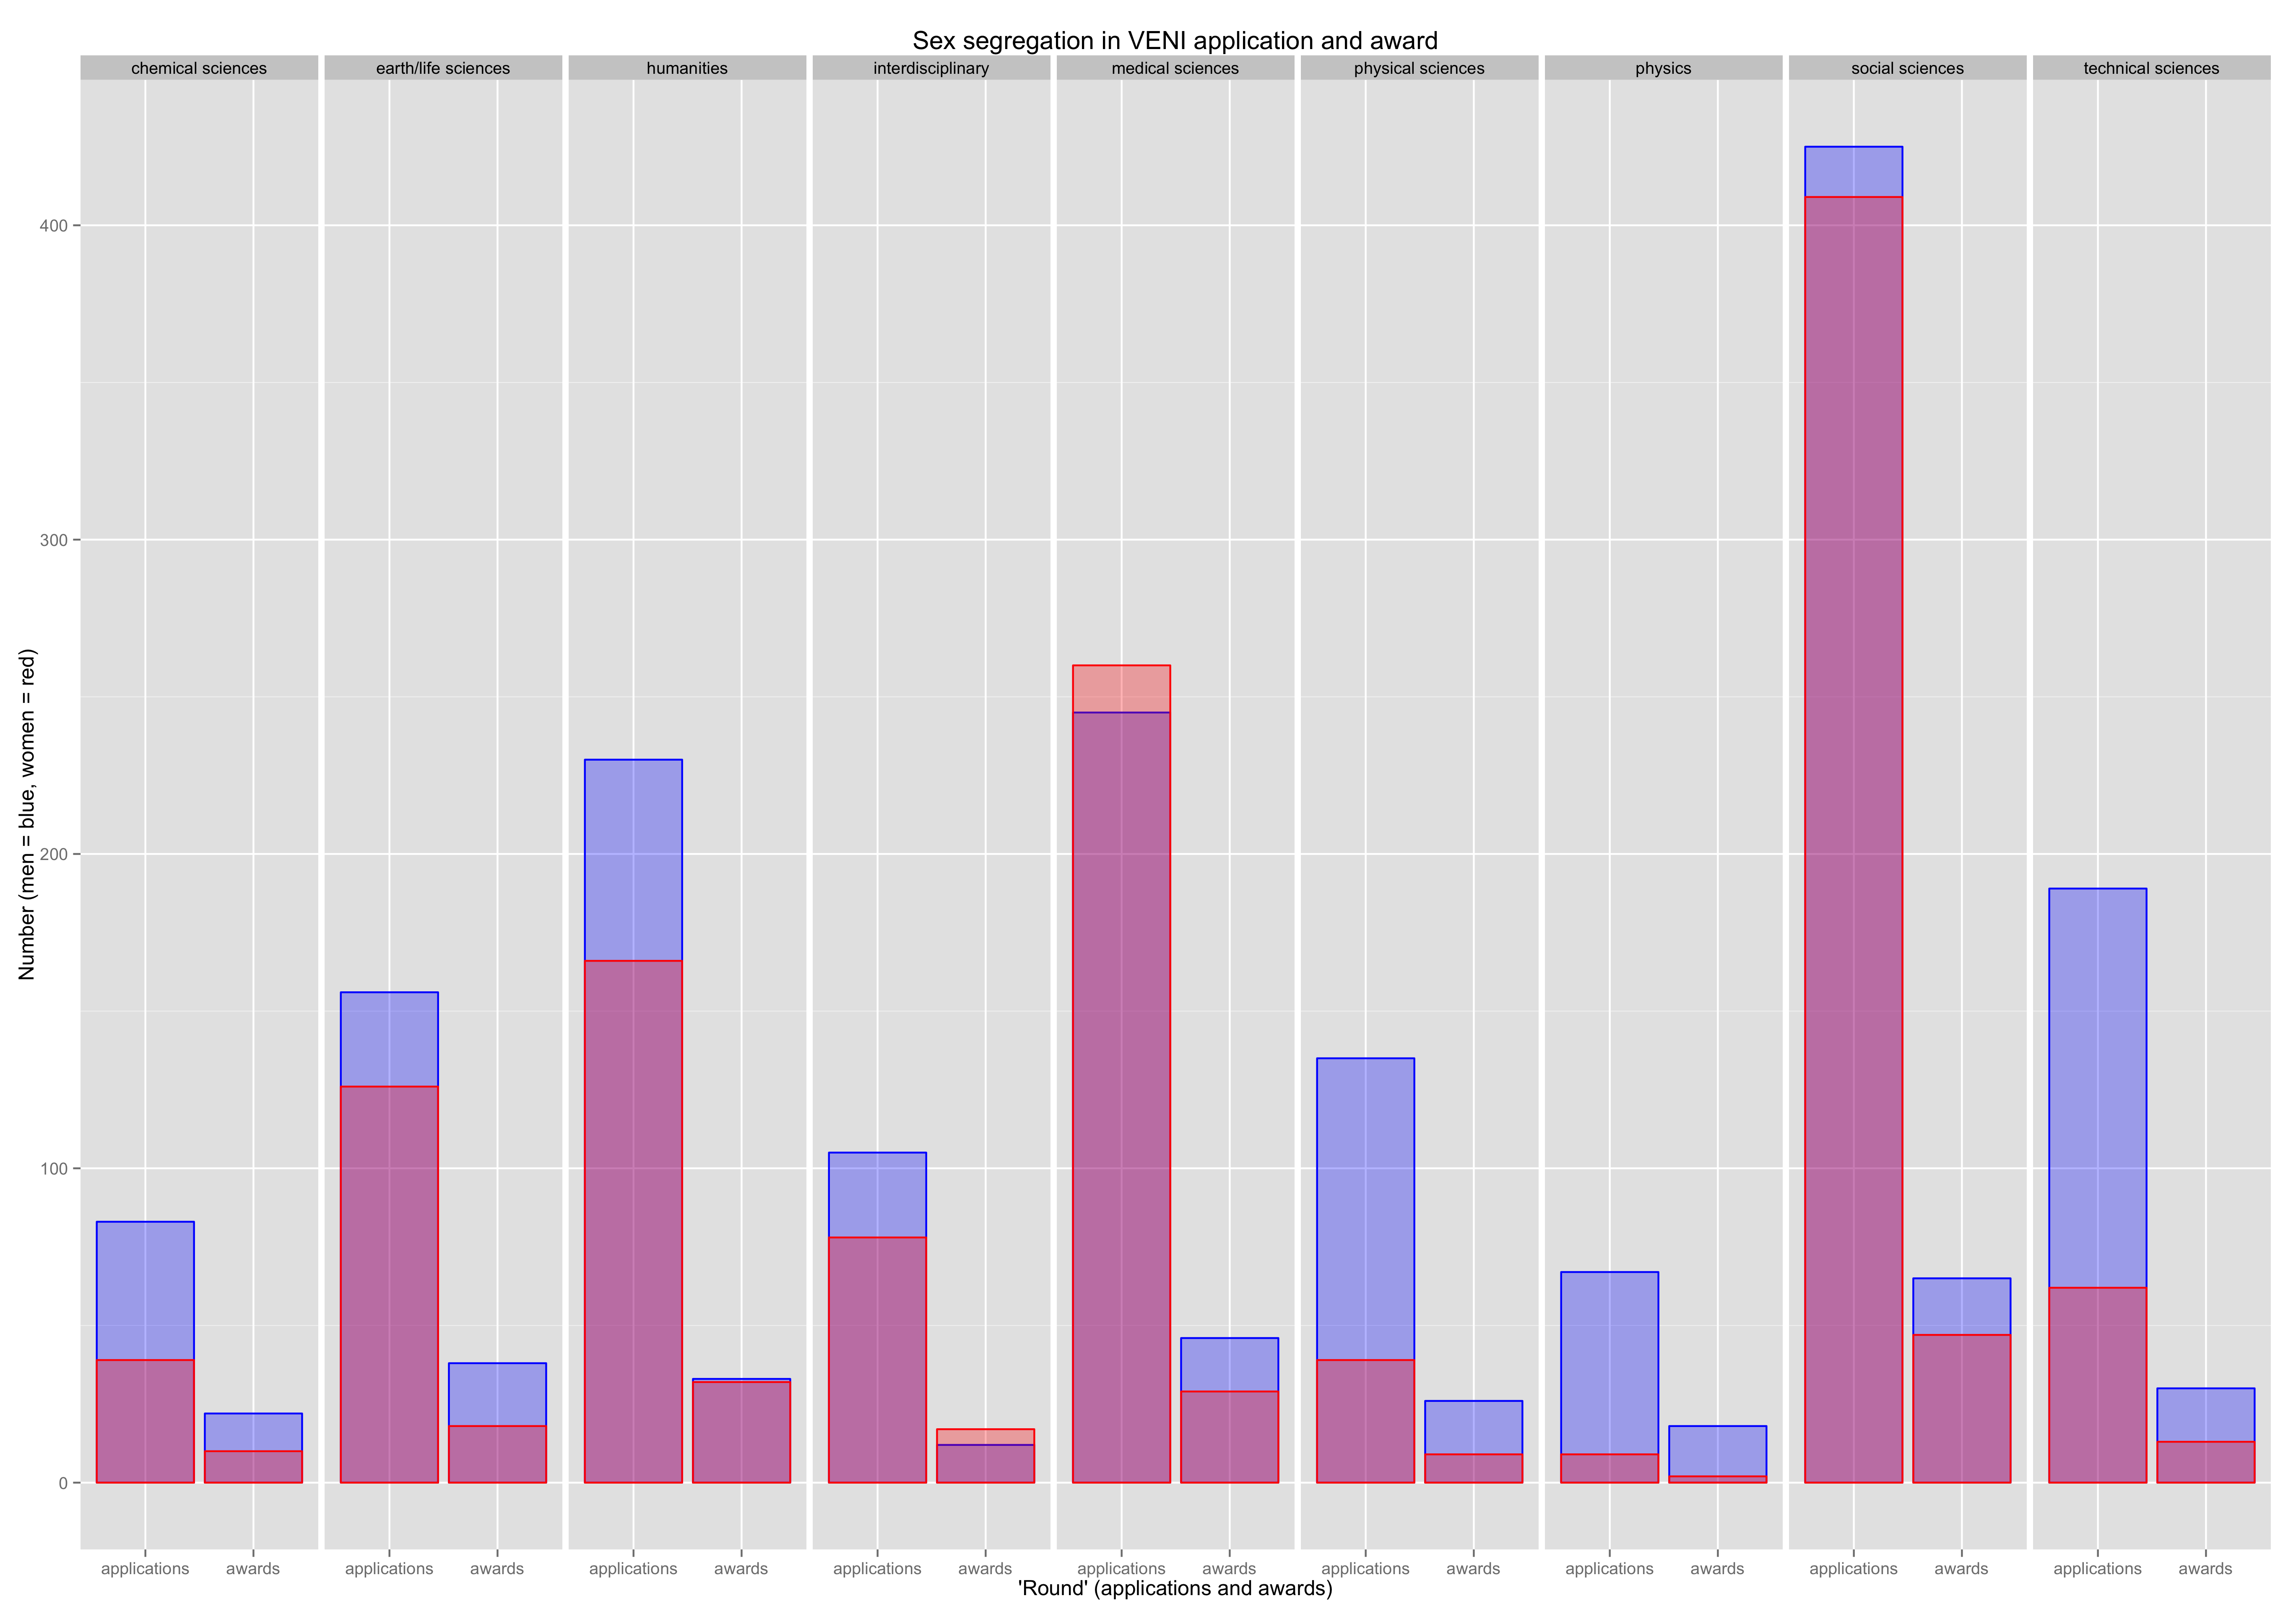 Sex segregation in VENI application and award
chemical sciences earth/life sciences humanities interdisciplinary medical sciences physical sciences physics social sciences technical sciences
Number (men = blue, women = red)
400
300
200
100
0
applications awards applications awards applications awards applications awards applications awards applications awards applications awards applications awards applications awards
'Round' (applications and awards)